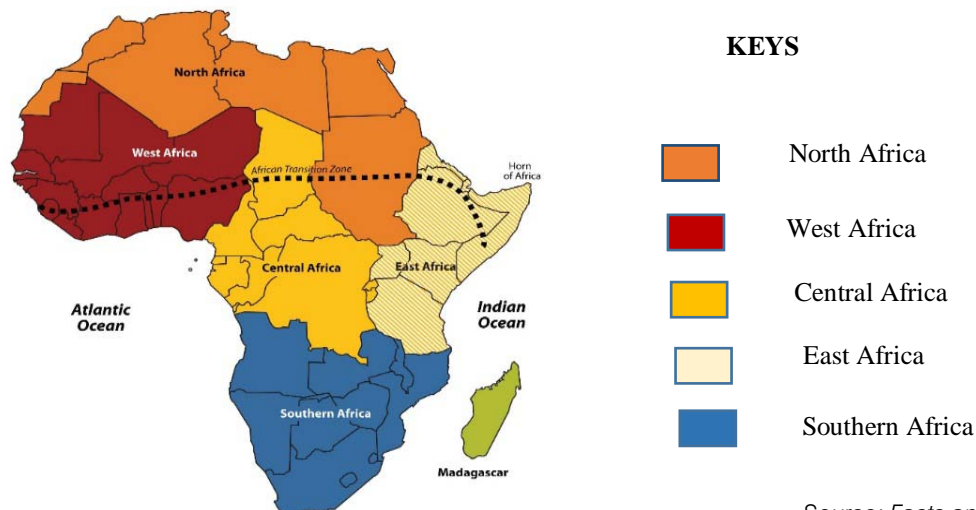 KEYS
North Africa
West Africa
African Transition Zone
Horn
of Africa
Central Africa
East Africa
Atlantic
Ocean
Indian
Ocean
Southern Africa
Madagascar
North Africa
West Africa
Central Africa
East Africa
Southern Africa